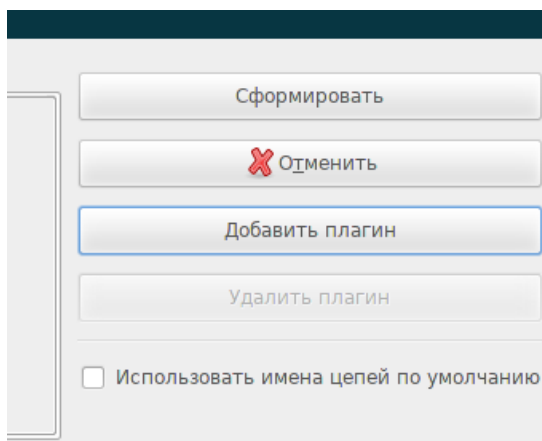 Сформировать
Отменить
Добавить плагин
Удалить плагин
Использовать имена цепей по умолчанию